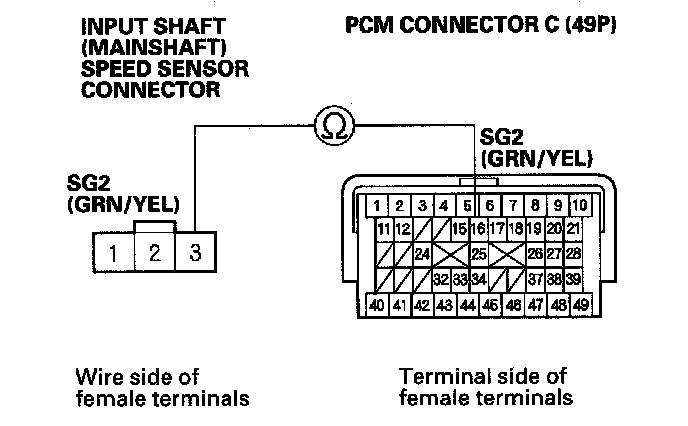 INPUT SHAFT
(MAINSHAFT)
SPEED SENSOR
CONNECTOR
PCM CONNECTOR C (49P)
Ω
SG2
(GRN/YEL)
SG2
(GRN/YEL)
1 2 3
1 2 3 4 5 6 7 8 9 10
11 12 15 16 17 18 19 20 21
24 25 26 27 28
32 33 34 37 38 39
40 41 42 43 44 45 46 47 48 49
Wire side of
female terminals
Terminal side of
female terminals